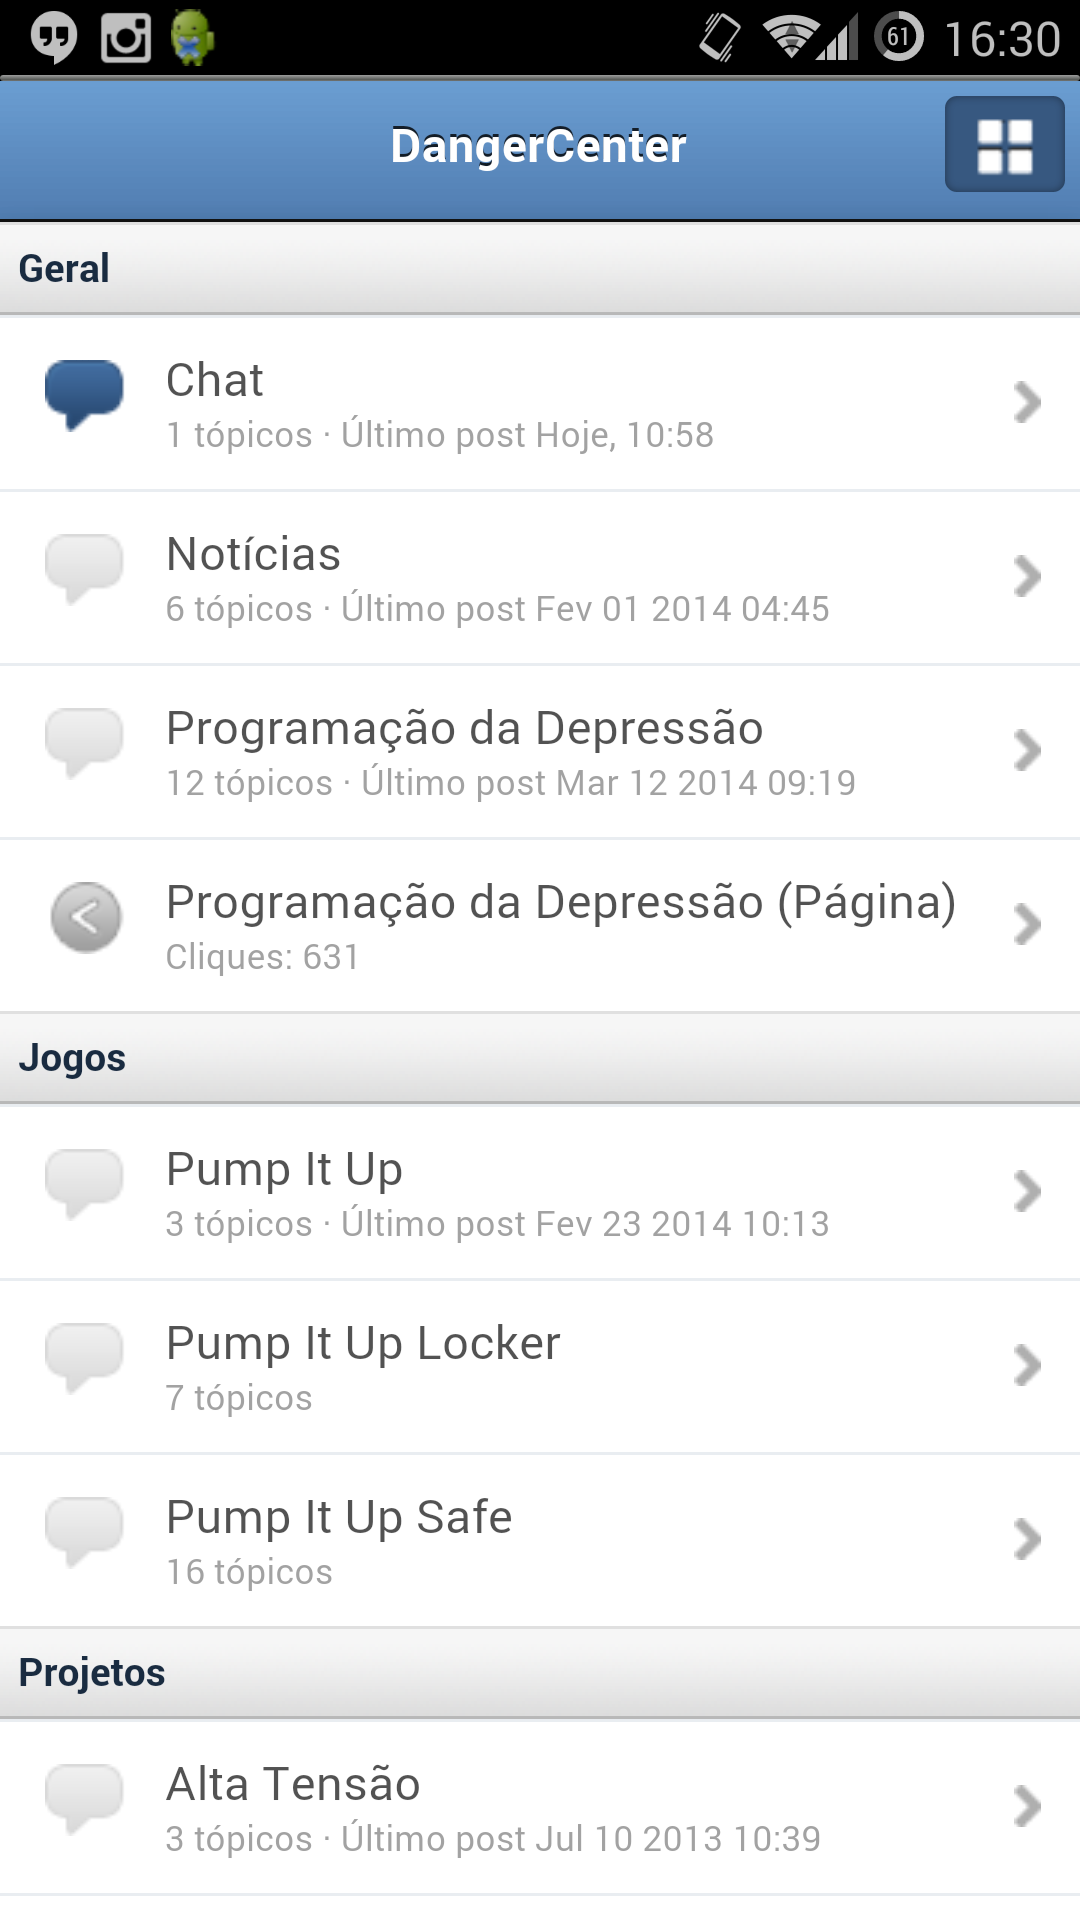 61 16:30
DangerCenter
Geral
Chat
1 tópicos · Último post Hoje, 10:58
Notícias
6 tópicos · Último post Fev 01 2014 04:45
Programação da Depressão
12 tópicos · Último post Mar 12 2014 09:19
Programação da Depressão (Página)
Cliques: 631
Jogos
Pump It Up
3 tópicos · Último post Fev 23 2014 10:13
Pump It Up Locker
7 tópicos
Pump It Up Safe
16 tópicos
Projetos
Alta Tensão
3 tópicos · Último post Jul 10 2013 10:39